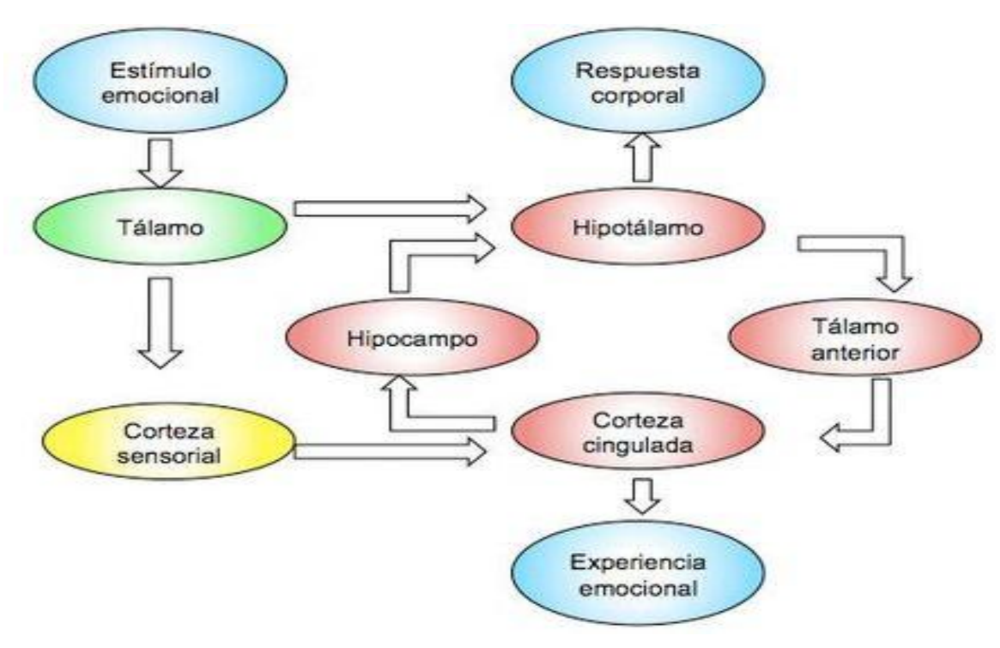 Estímulo
emocional
Respuesta
corporal
Tálamo
Hipotálamo
Hipocampo
Tálamo
anterior
Corteza
sensorial
Corteza
cingulada
Experiencia
emocional